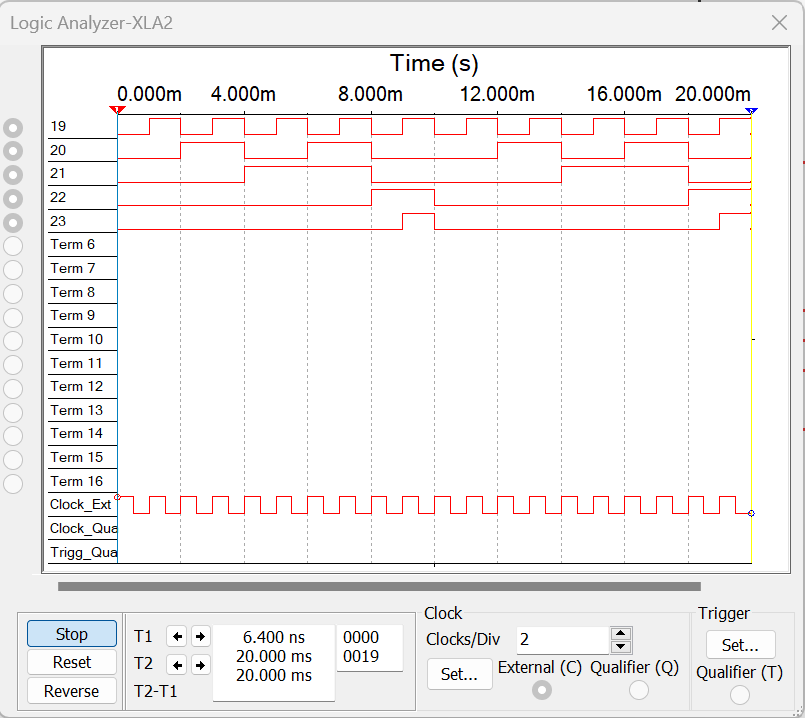 Logic Analyzer-XLA2
Time (s)
0.000m 4.000m 8.000m 12.000m 16.000m 20.000m
19
20
21
22
23
Term 6
Term 7
Term 8
Term 9
Term 10
Term 11
Term 12
Term 13
Term 14
Term 15
Term 16
Clock_Ext
Clock_Qua
Trigg_Qua
Stop
Reset
Reverse
T1 6.400 ns 0000
T2 20.000 ms 0019
T2-T1 20.000 ms
Clock
Clocks/Div 2
Set... External (C) Qualifier (Q)
Trigger
Set...
Qualifier (T)